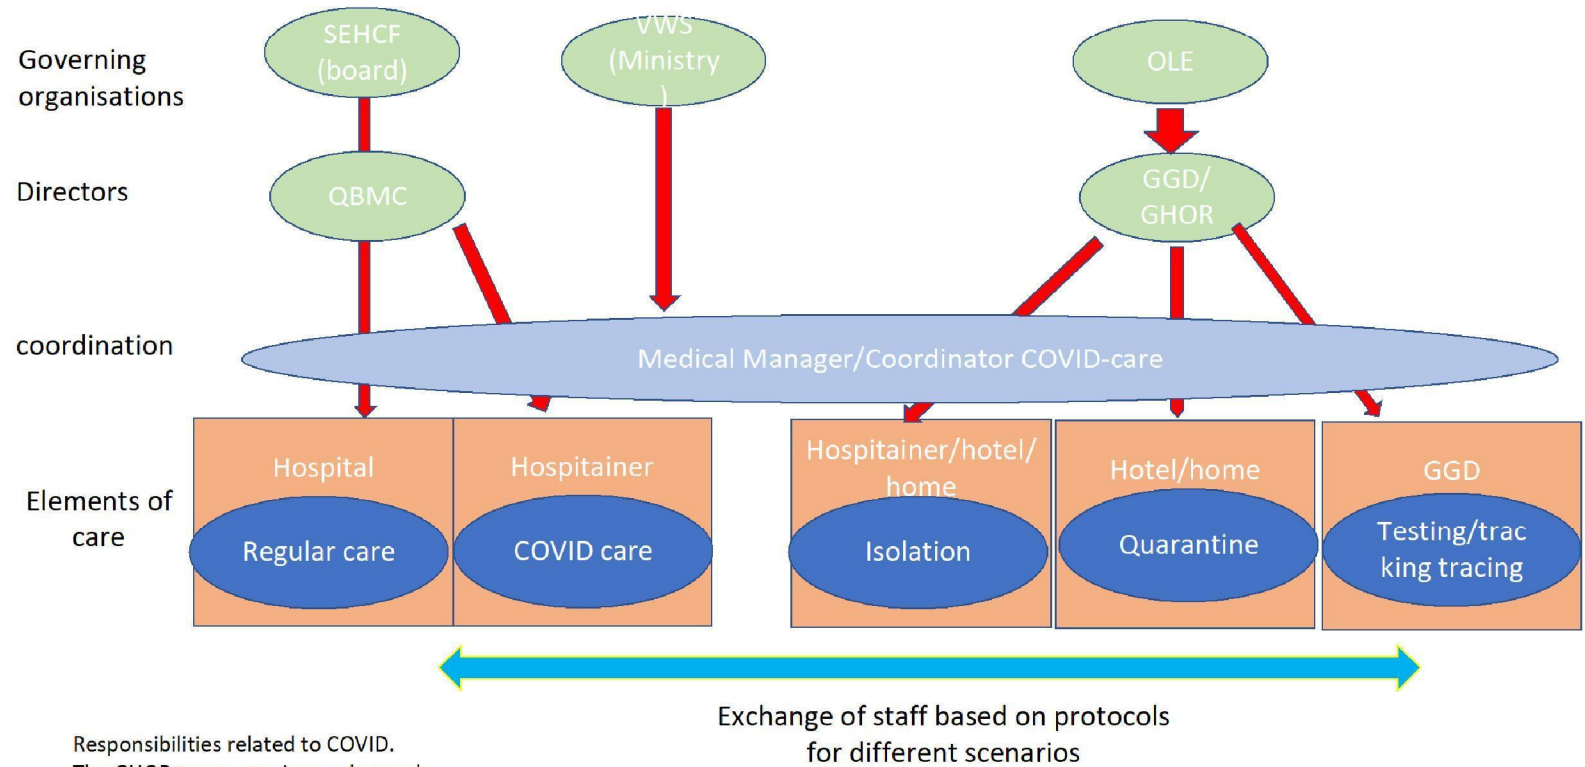 SEHCF
(board)
VWS
(Ministry
)
OLE
Governing
organisations
Directors
QBMC
GGD/
GHOR
coordination
Medical Manager/Coordinator COVID-care
Elements of
care
Hospital
Regular care
Hospitainer
COVID care
Hospitainer/hotel/
home
Isolation
Hotel/home
Quarantine
GGD
Testing/trac
king tracing
Exchange of staff based on protocols
for different scenarios
Responsibilities related to COVID.